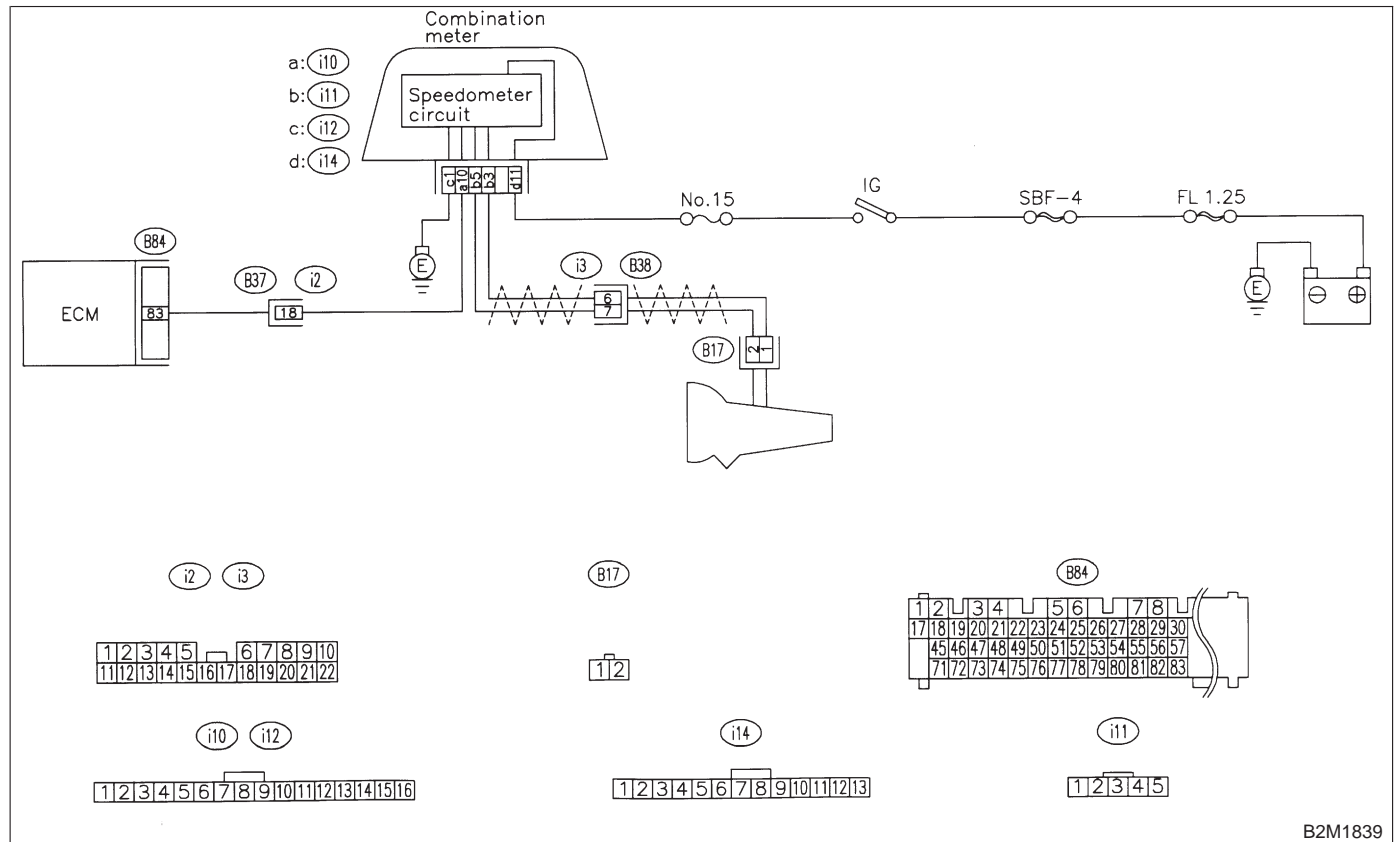 Combination
meter
a: i10
b: i11
c: i12
d: i14
Speedometer
circuit
c1 a10 b5 b3 d11
No.15
IG
SBF-4
FL 1.25
B84
B37 i2
E
i3 B38
E
⊖ ⊕
ECM
83
18
6
7
B17
2 1
i2 i3
B17
B84
1 2 3 4 5 6 7 8 9 10
11 12 13 14 15 16 17 18 19 20 21 22
1 2
1 2 3 4 5 6 7 8
17 18 19 20 21 22 23 24 25 26 27 28 29 30
45 46 47 48 49 50 51 52 53 54 55 56 57
71 72 73 74 75 76 77 78 79 80 81 82 83
i10 i12
i14
i11
1 2 3 4 5 6 7 8 9 10 11 12 13 14 15 16
1 2 3 4 5 6 7 8 9 10 11 12 13
1 2 3 4 5
B2M1839